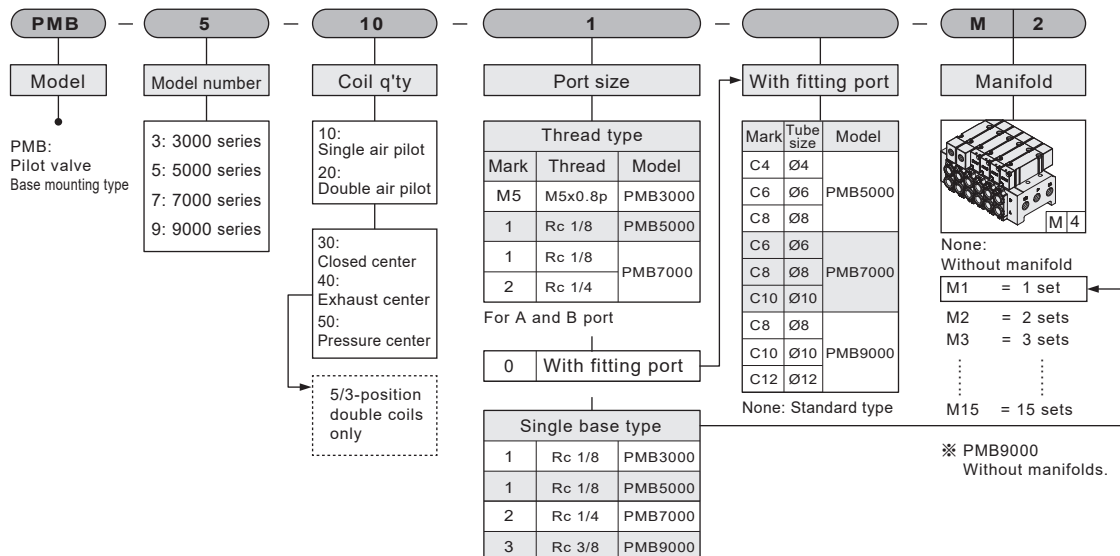 PMB — 5 — 10 — 1 — — M 2
Model
PMB:
Pilot valve
Base mounting type
Model number
3: 3000 series
5: 5000 series
7: 7000 series
9: 9000 series
Coil q'ty
10:
Single air pilot
20:
Double air pilot
30:
Closed center
40:
Exhaust center
50:
Pressure center
5/3-position
double coils
only
Port size
Thread type
Mark Thread Model
M5 M5x0.8p PMB3000
1 Rc 1/8 PMB5000
1 Rc 1/8 PMB7000
2 Rc 1/4
For A and B port
0 With fitting port
Single base type
1 Rc 1/8 PMB3000
1 Rc 1/8 PMB5000
2 Rc 1/4 PMB7000
3 Rc 3/8 PMB9000
With fitting port
Mark Tube size Model
C4 Ø4 PMB5000
C6 Ø6
C8 Ø8
C6 Ø6 PMB7000
C8 Ø8
C10 Ø10
C8 Ø8 PMB9000
C10 Ø10
C12 Ø12
None: Standard type
Manifold
M 4
None:
Without manifold
M1 = 1 set
M2 = 2 sets
M3 = 3 sets
M15 = 15 sets
※ PMB9000
Without manifolds.